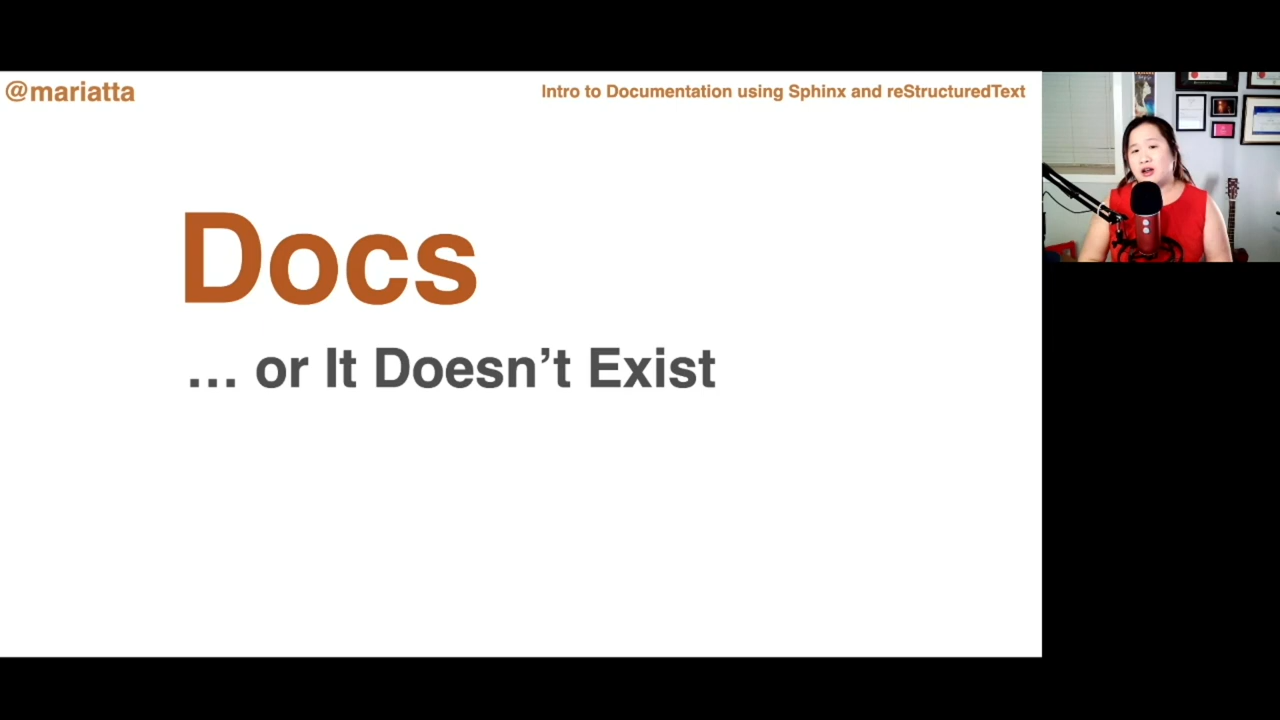 @mariatta
Intro to Documentation using Sphinx and reStructuredText
Docs
… or It Doesn’t Exist